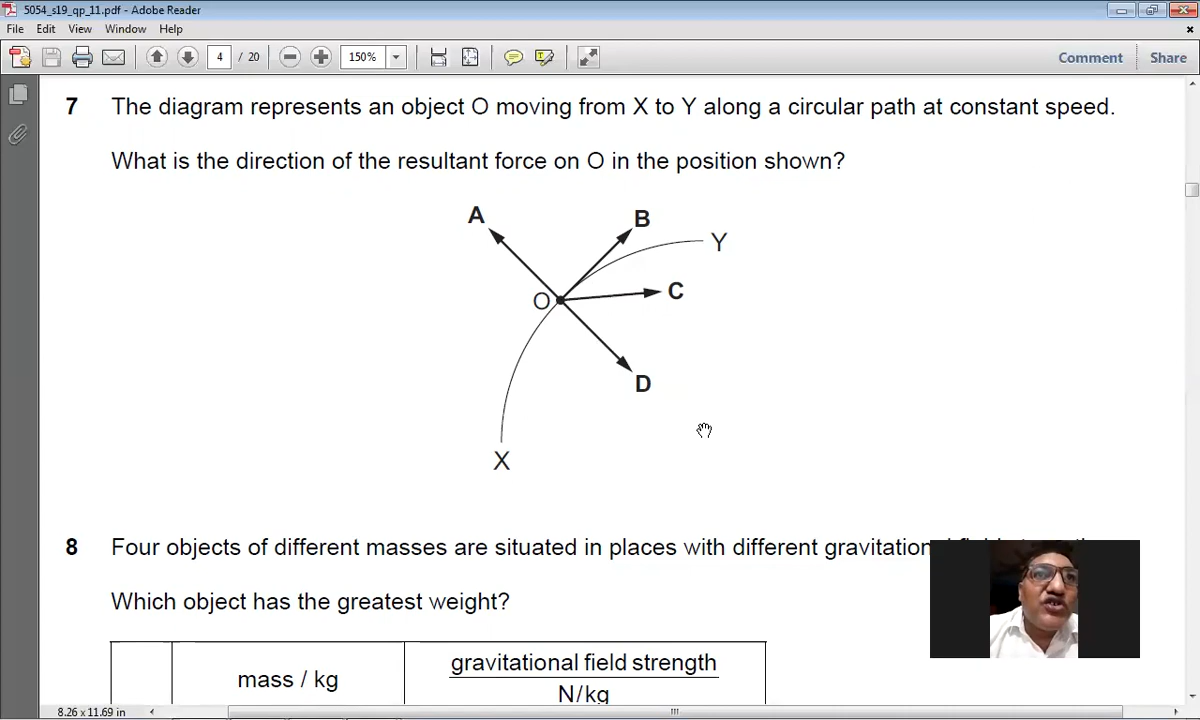 5054_s19_qp_11.pdf - Adobe Reader
File Edit View Window Help
4 / 20 150% Comment Share
7 The diagram represents an object O moving from X to Y along a circular path at constant speed.
What is the direction of the resultant force on O in the position shown?
A
B
Y
C
O
D
X
8 Four objects of different masses are situated in places with different gravitation
Which object has the greatest weight?
mass / kg
gravitational field strength
N/kg
8.26 x 11.69 in